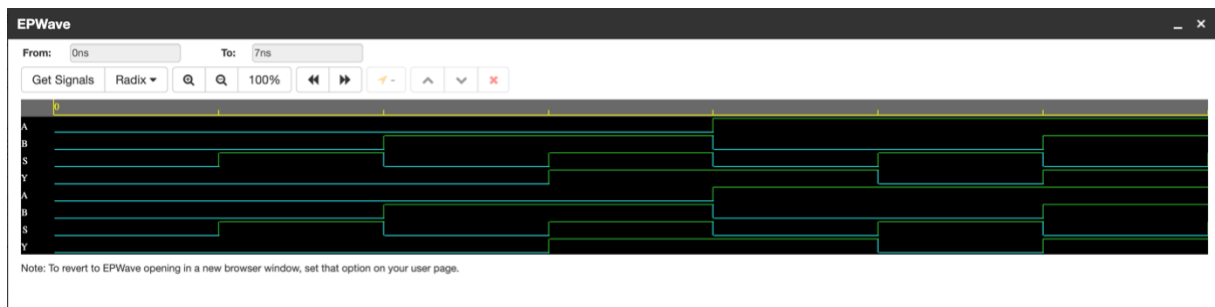 EPWave
From: 0ns To: 7ns
Get Signals Radix 100% -
0
A
B
S
Y
A
B
S
Y
Note: To revert to EPWave opening in a new browser window, set that option on your user page.